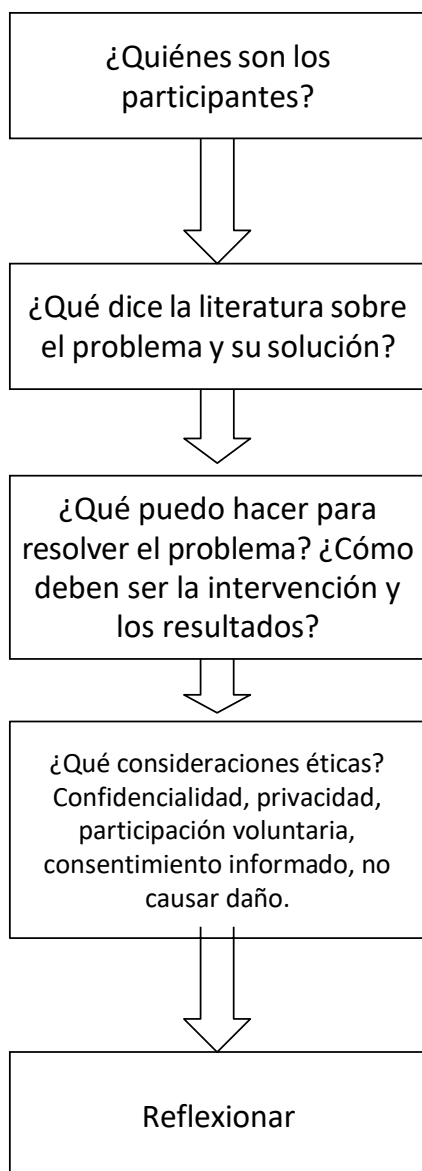 ¿Quiénes son los
participantes?
¿Qué dice la literatura sobre
el problema y su solución?
¿Qué puedo hacer para
resolver el problema? ¿Cómo
deben ser la intervención y
los resultados?
¿Qué consideraciones éticas?
Confidencialidad, privacidad,
participación voluntaria,
consentimiento informado, no
causar daño.
Reflexionar